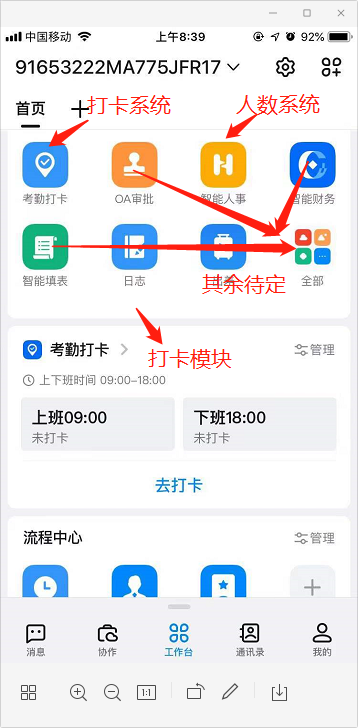 中国移动
上午8:39
92%
91653222MA775JFR17
首页
打卡系统
人数系统
考勤打卡
OA审批
智能人事
智能财务
智能填表
日志
全部
其余待定
考勤打卡
管理
上下班时间 09:00–18:00
打卡模块
上班09:00
未打卡
下班18:00
未打卡
去打卡
流程中心
管理
消息
协作
工作台
通讯录
我的
1:1